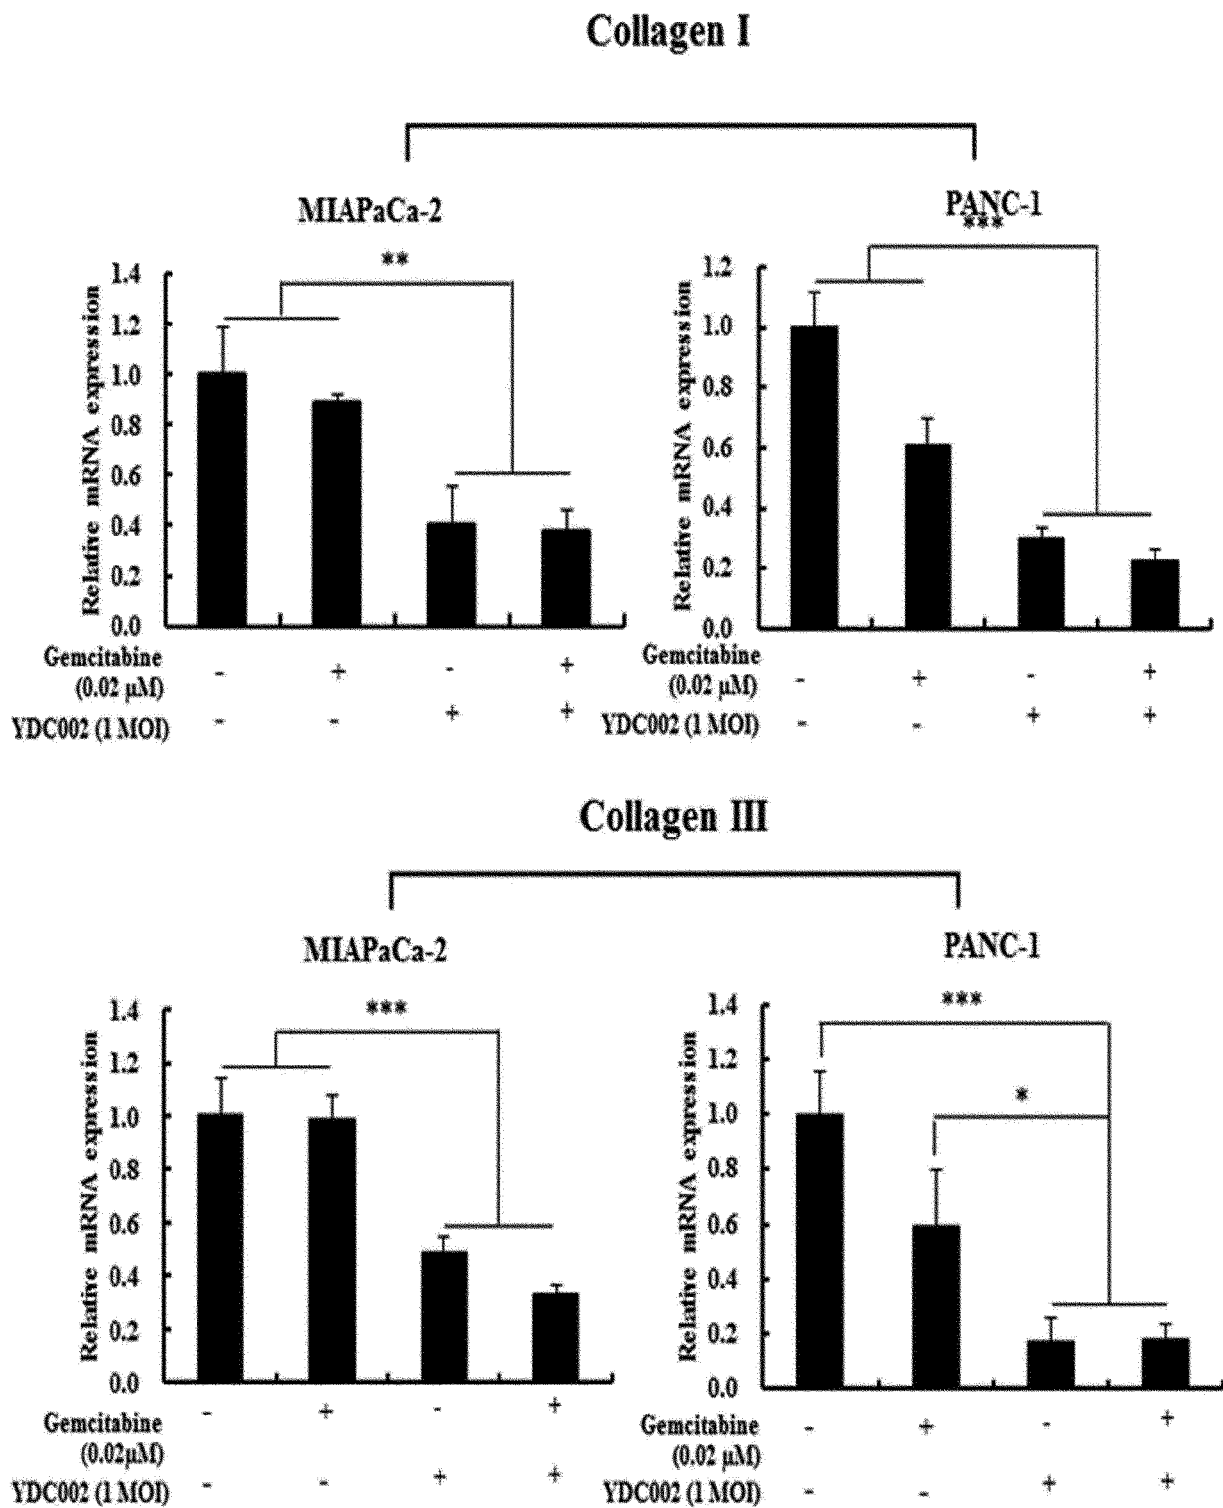 Collagen I
MIAPaCa-2
PANC-1
**
***
Relative mRNA expression
1.4
1.2
1.0
0.8
0.6
0.4
0.2
0.0
Gemcitabine
(0.02 μM)
- + - +
YDC002 (1 MOI)
- - + +
Relative mRNA expression
1.2
1.0
0.8
0.6
0.4
0.2
0.0
Gemcitabine
(0.02 μM)
- + - +
YDC002 (1 MOI)
- - + +
Collagen III
MIAPaCa-2
PANC-1
***
***
*
Relative mRNA expression
1.4
1.2
1.0
0.8
0.6
0.4
0.2
0.0
Gemcitabine
(0.02μM)
- + - +
YDC002 (1 MOI)
- - + +
Relative mRNA expression
1.4
1.2
1.0
0.8
0.6
0.4
0.2
0.0
Gemcitabine
(0.02 μM)
- + - +
YDC002 (1 MOI)
- - + +